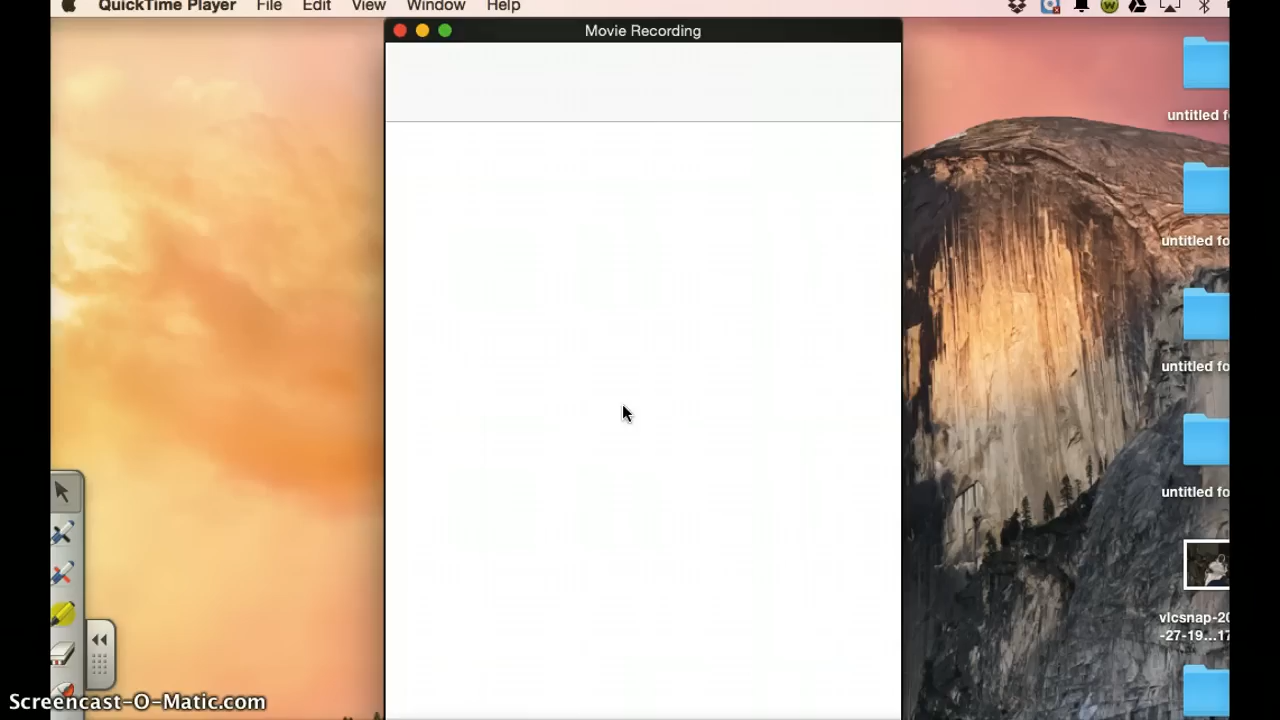 QuickTime Player File Edit View Window Help
Movie Recording
untitled f
untitled fo
untitled fo
untitled fo
vlcsnap-20
-27-19...17
Screencast-O-Matic.com